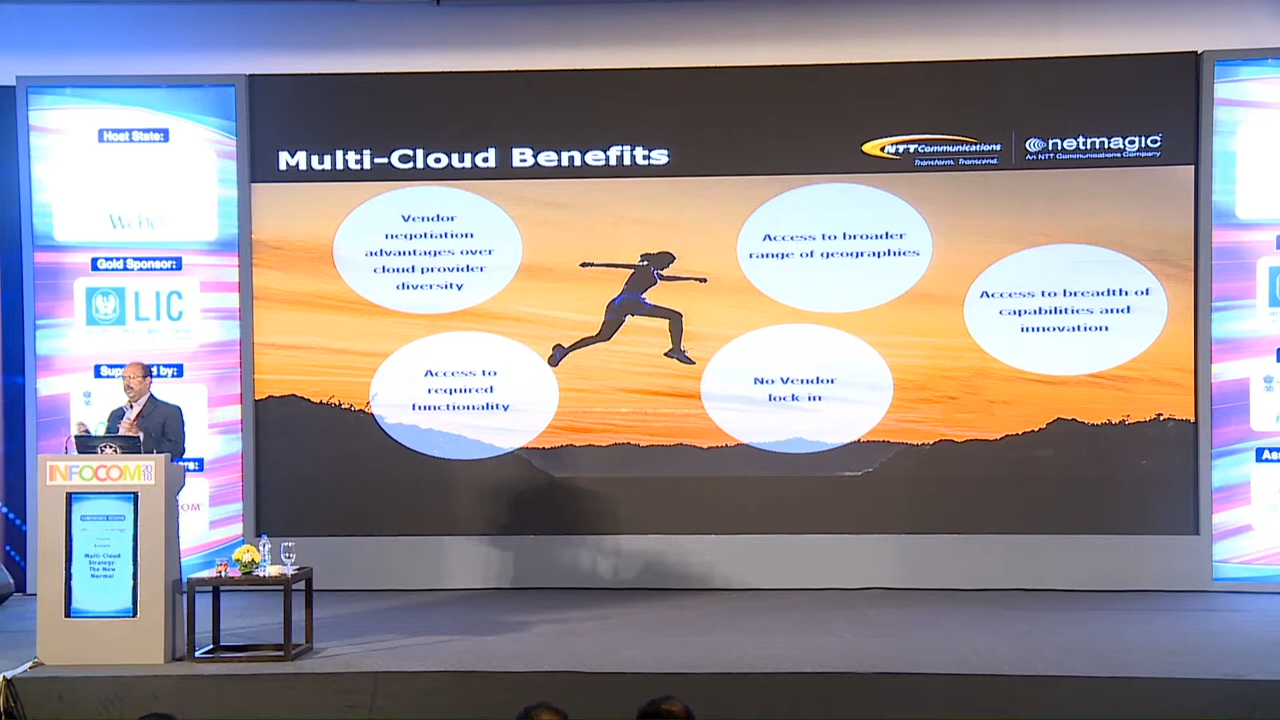 Host State:
Gold Sponsor:
LIC
INFOCOM 2018
CONFERENCE SESSION
Multi-Cloud
Strategy:
The New
Normal
Multi-Cloud Benefits
NTT Communications
Transform. Transcend.
netmagic
An NTT Communications Company
Vendor
negotiation
advantages over
cloud provider
diversity
Access to broader
range of geographies
Access to breadth of
capabilities and
innovation
Access to
required
functionality
No Vendor
lock-in